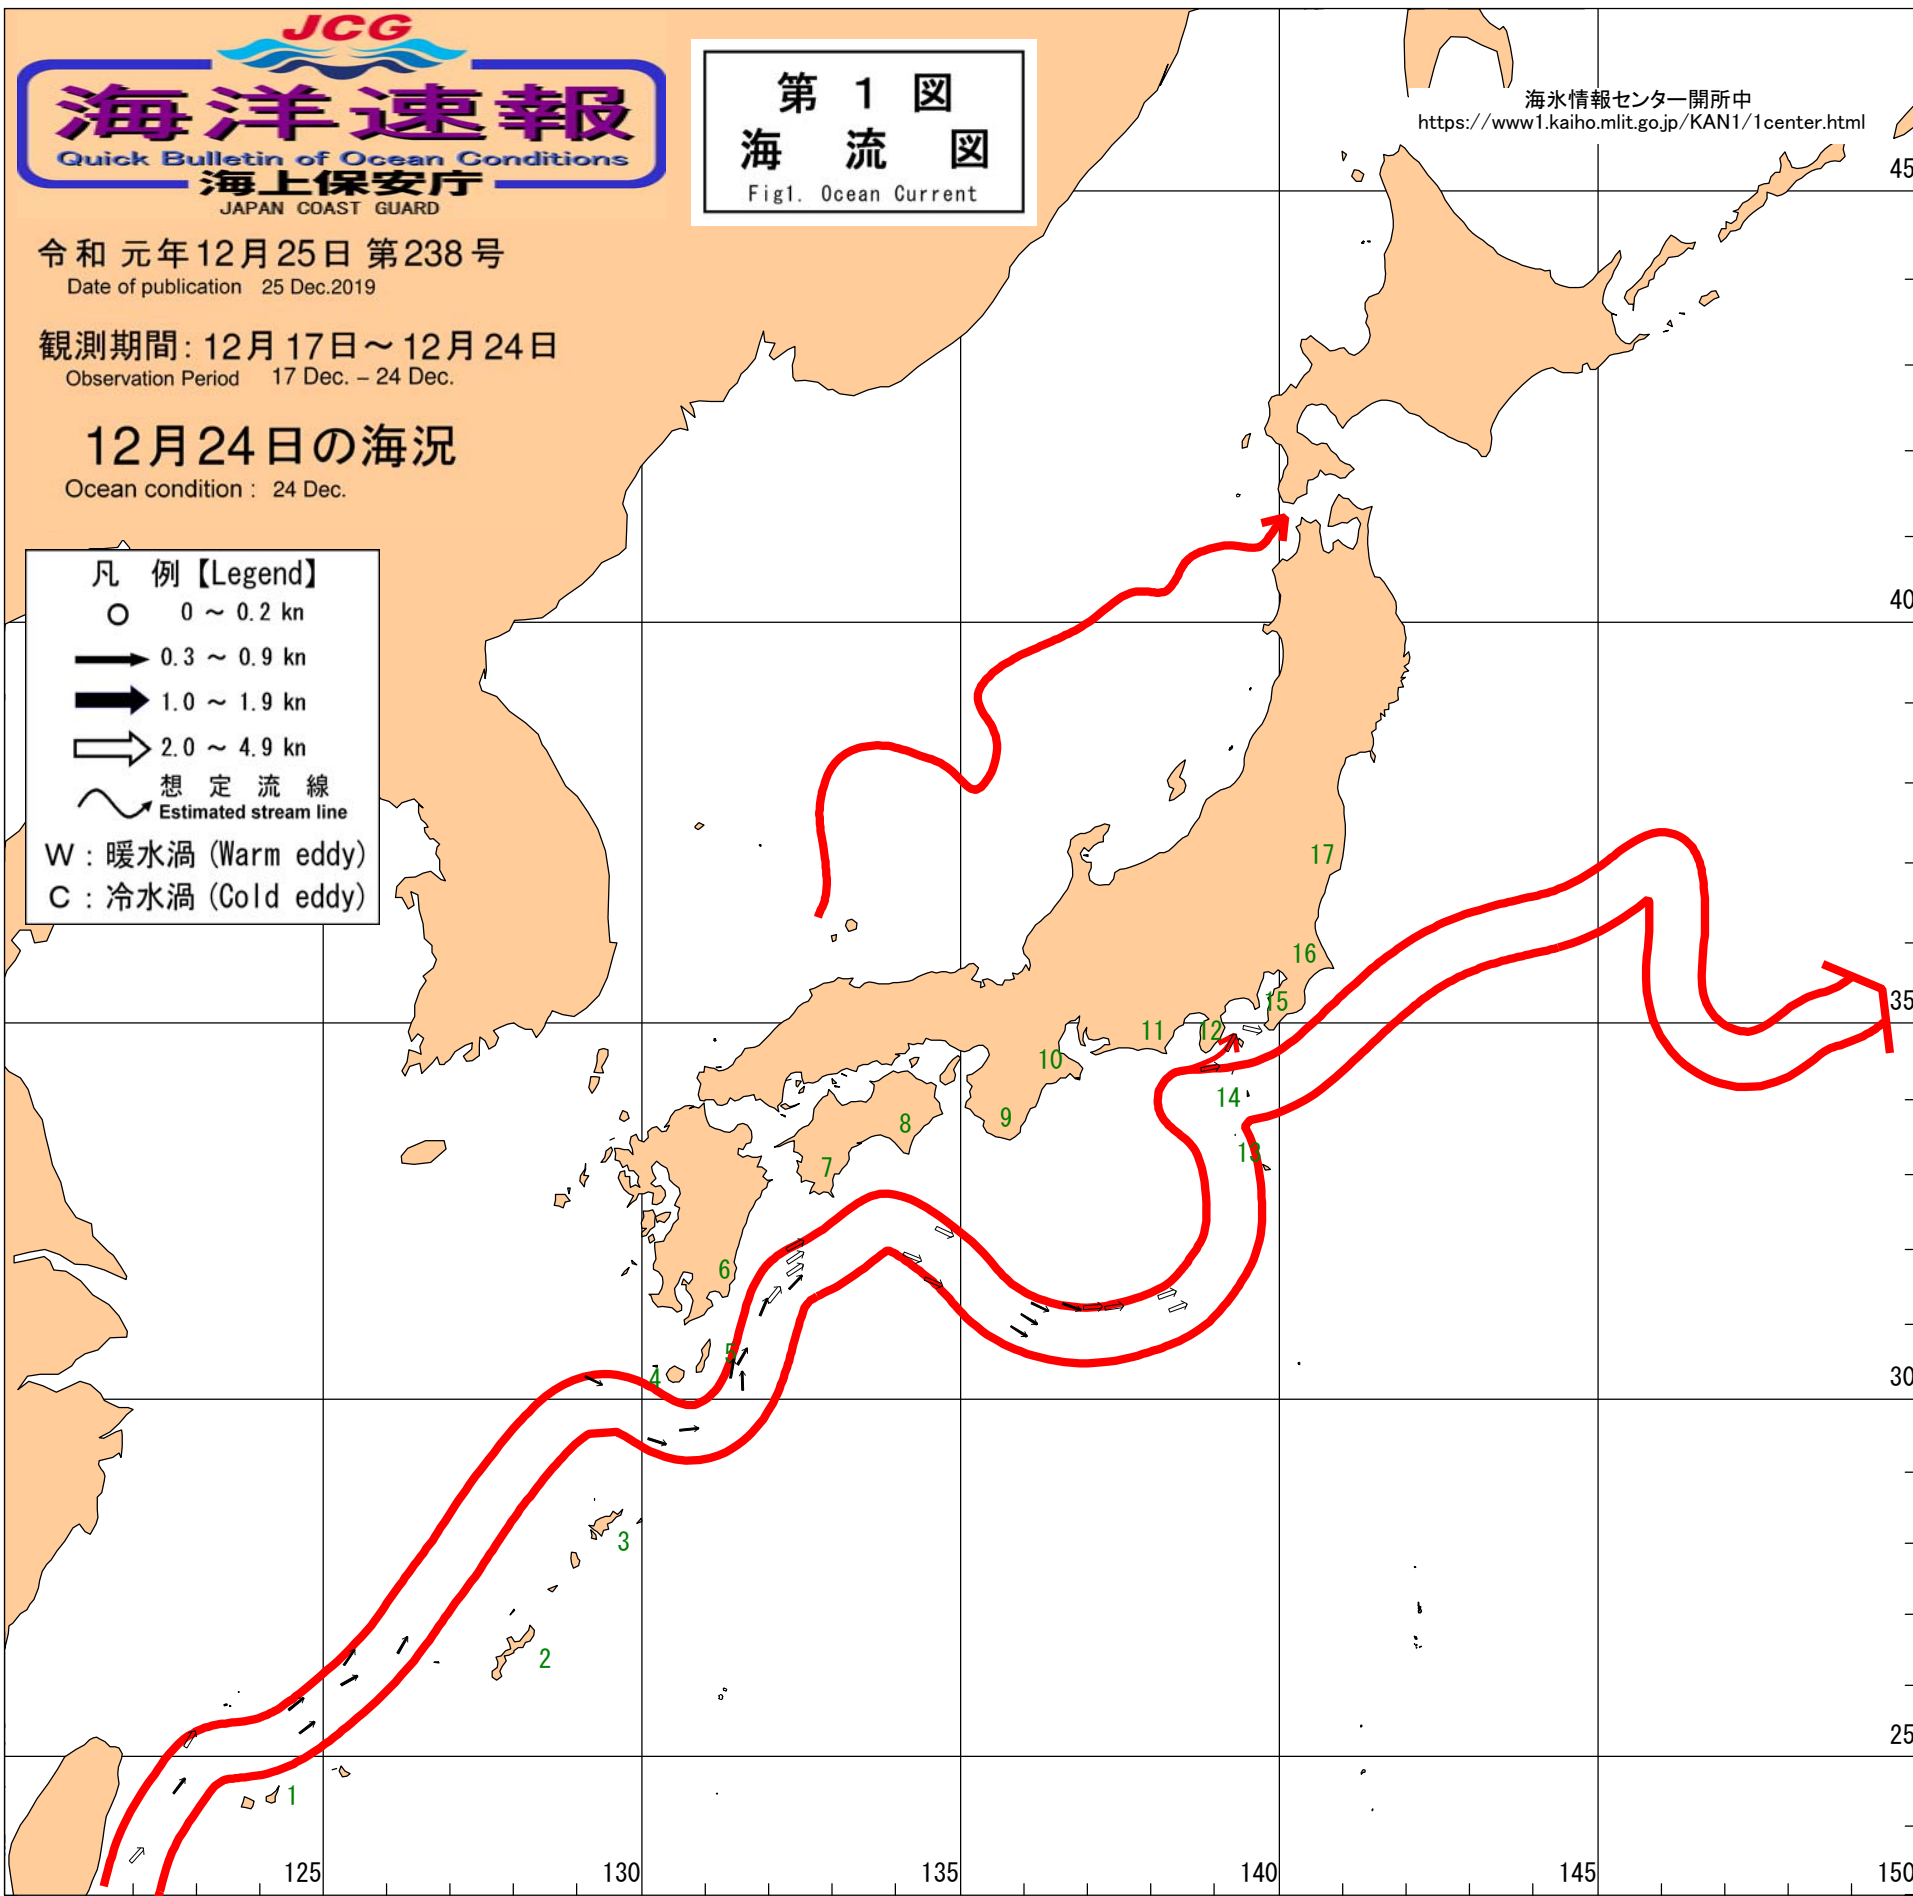 JCG
海洋速報
Quick Bulletin of Ocean Conditions
海上保安庁
JAPAN COAST GUARD
第 1 図
海 流 図
Fig1. Ocean Current
海氷情報センター開所中
https://www1.kaiho.mlit.go.jp/KAN1/1center.html
令和 元年12月25日 第238号
Date of publication 25 Dec.2019
観測期間: 12月17日～12月24日
Observation Period 17 Dec. – 24 Dec.
12月24日の海況
Ocean condition : 24 Dec.
凡 例【Legend】
0 ～ 0.2 kn
0.3 ～ 0.9 kn
1.0 ～ 1.9 kn
2.0 ～ 4.9 kn
想 定 流 線
Estimated stream line
W : 暖水渦 (Warm eddy)
C : 冷水渦 (Cold eddy)
45
40
17
16
15
35
12
11
10
14
9
8
13
7
6
5
4
30
3
2
25
1
125
130
135
140
145
150